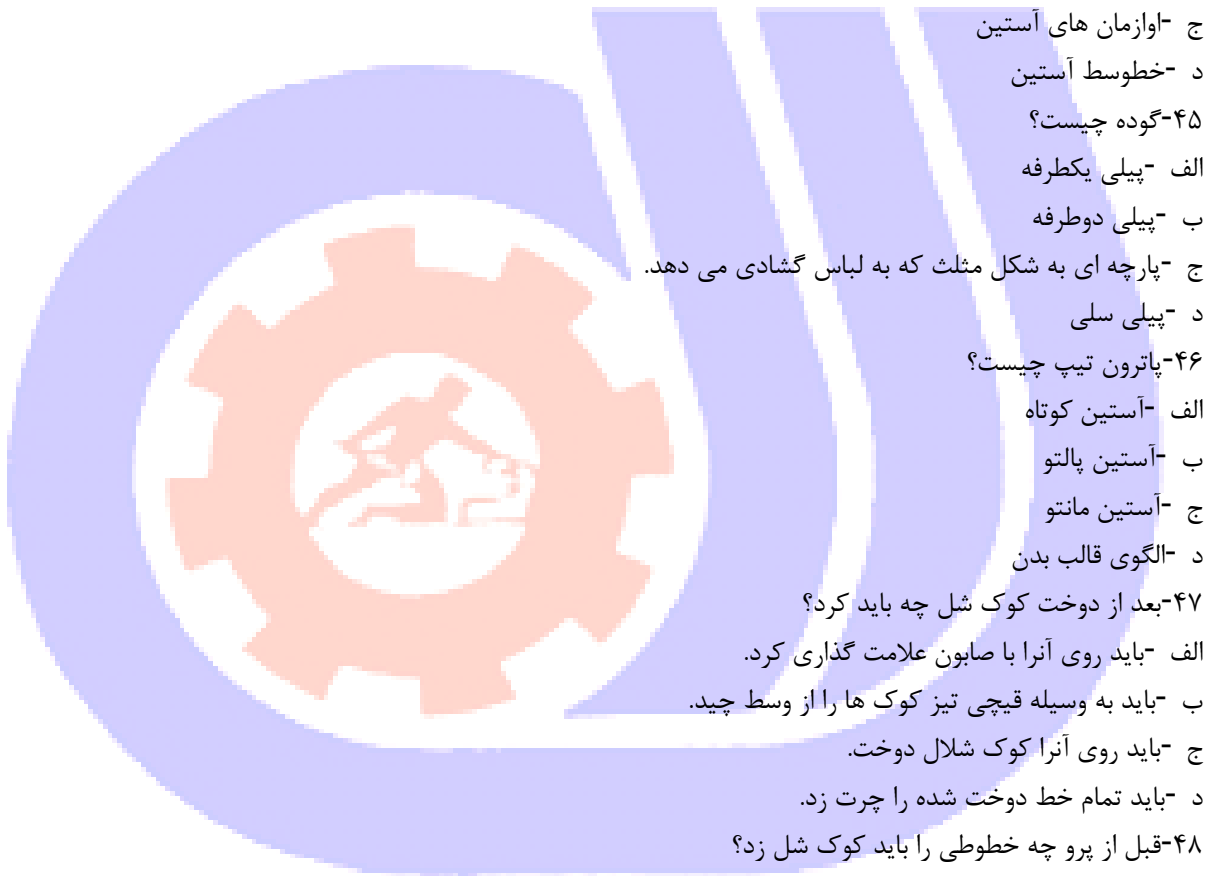 ج -اوازمان های آستین
د -خطوسط آستین
۴۵-گوده چیست؟
الف -پیلی یکطرفه
ب -پیلی دوطرفه
ج -پارچه ای به شکل مثلث که به لباس گشادی می دهد.
د -پیلی سلی
۴۶-پاترون تیپ چیست؟
الف -آستین کوتاه
ب -آستین پالتو
ج -آستین مانتو
د -الگوی قالب بدن
۴۷-بعد از دوخت کوک شل چه باید کرد؟
الف -باید روی آنرا با صابون علامت گذاری کرد.
ب -باید به وسیله قیچی تیز کوک ها را از وسط چید.
ج -باید روی آنرا کوک شلال دوخت.
د -باید تمام خط دوخت شده را چرت زد.
۴۸-قبل از پرو چه خطوطی را باید کوک شل زد؟